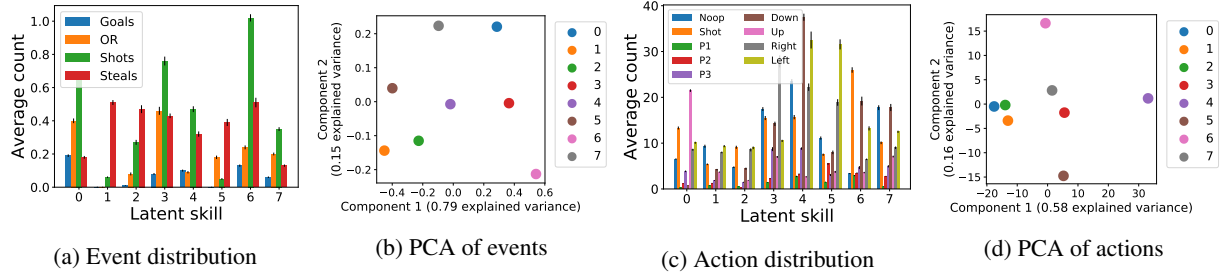 Average count
1.0
0.8
0.6
0.4
0.2
0.0
Goals
OR
Shots
Steals
0 1 2 3 4 5 6 7
Latent skill
(a) Event distribution
Component 2
(0.15 explained variance)
0.2
0.1
0.0
−0.1
−0.2
−0.4 −0.2 0.0 0.2 0.4 0.6
Component 1 (0.79 explained variance)
0
1
2
3
4
5
6
7
(b) PCA of events
Average count
40
30
20
10
0
Noop
Shot
P1
P2
P3
Down
Up
Right
Left
0 1 2 3 4 5 6 7
Latent skill
(c) Action distribution
Component 2
(0.16 explained variance)
15
10
5
0
−5
−10
−15
−20 −10 0 10 20 30
Component 1 (0.58 explained variance)
0
1
2
3
4
5
6
7
(d) PCA of actions